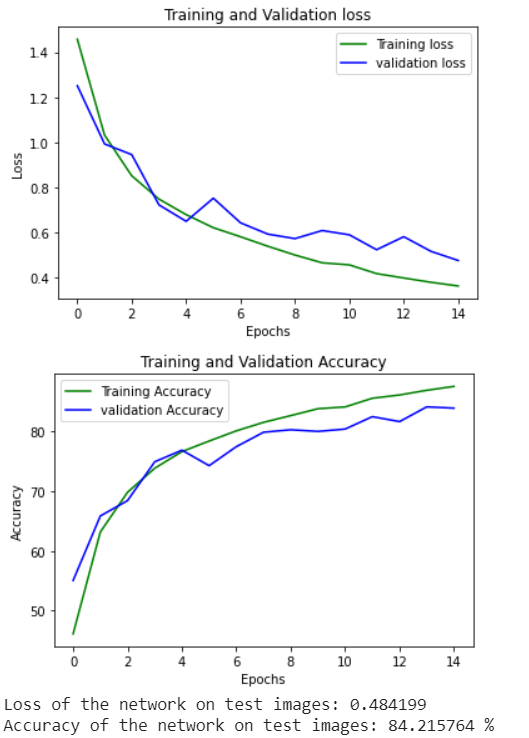 Training and Validation loss
Training loss
validation loss
1.4
1.2
1.0
0.8
0.6
0.4
Loss
0 2 4 6 8 10 12 14
Epochs
Training and Validation Accuracy
Training Accuracy
validation Accuracy
80
70
60
50
Accuracy
0 2 4 6 8 10 12 14
Epochs
Loss of the network on test images: 0.484199
Accuracy of the network on test images: 84.215764 %